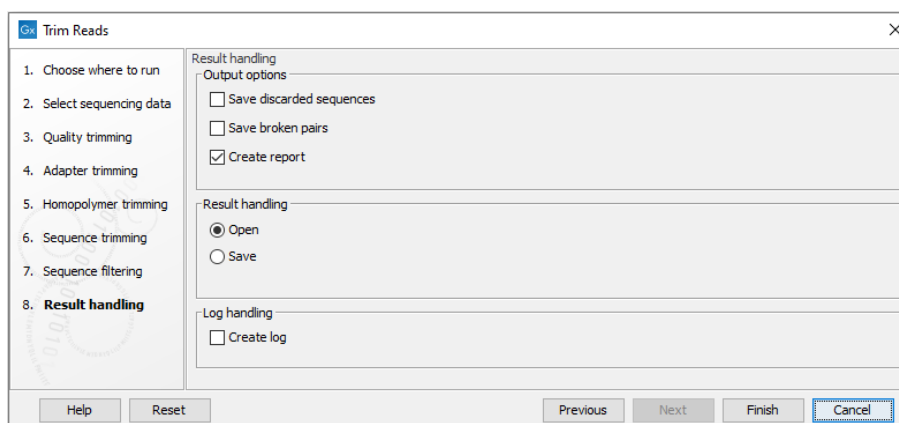 Gx Trim Reads
1. Choose where to run
2. Select sequencing data
3. Quality trimming
4. Adapter trimming
5. Homopolymer trimming
6. Sequence trimming
7. Sequence filtering
8. Result handling
Result handling
Output options
Save discarded sequences
Save broken pairs
Create report
Result handling
Open
Save
Log handling
Create log
Help Reset Previous Next Finish Cancel